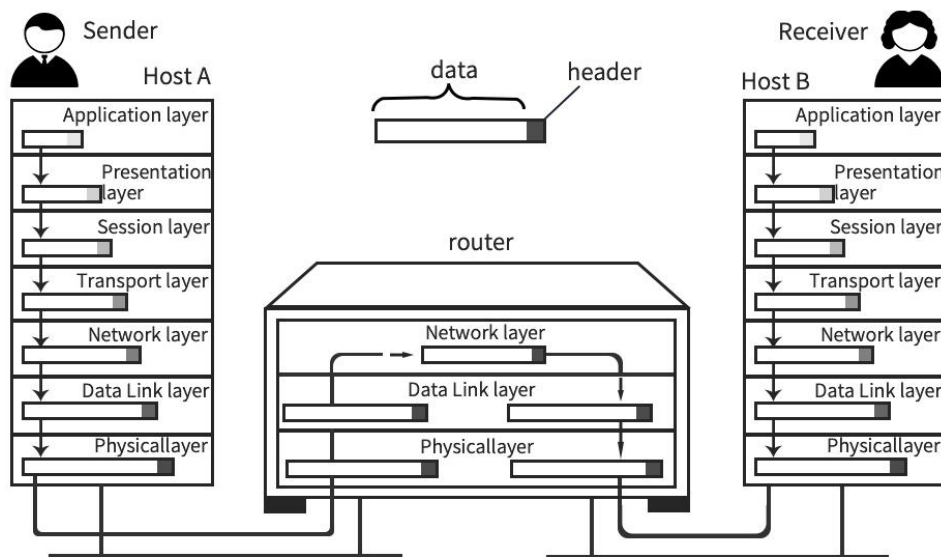 Sender
Receiver
Host A
data
header
Host B
Application layer
Presentation
layer
Session layer
Transport layer
Network layer
Data Link layer
Physicallayer
router
Network layer
Data Link layer
Physicallayer
Application layer
Presentation
layer
Session layer
Transport layer
Network layer
Data Link layer
Physicallayer